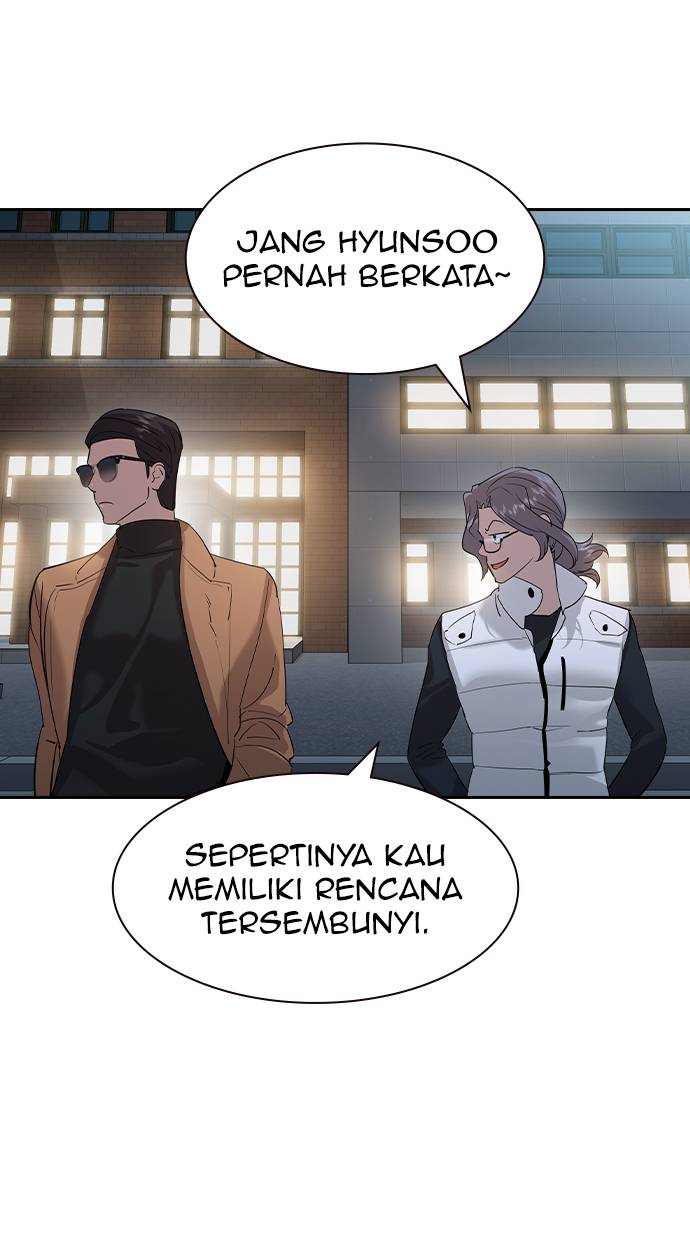 JANG HYUNSOO
PERNAH BERKATA~
SEPERTINYA KAU
MEMILIKI RENCANA
TERSEMBUNYI.